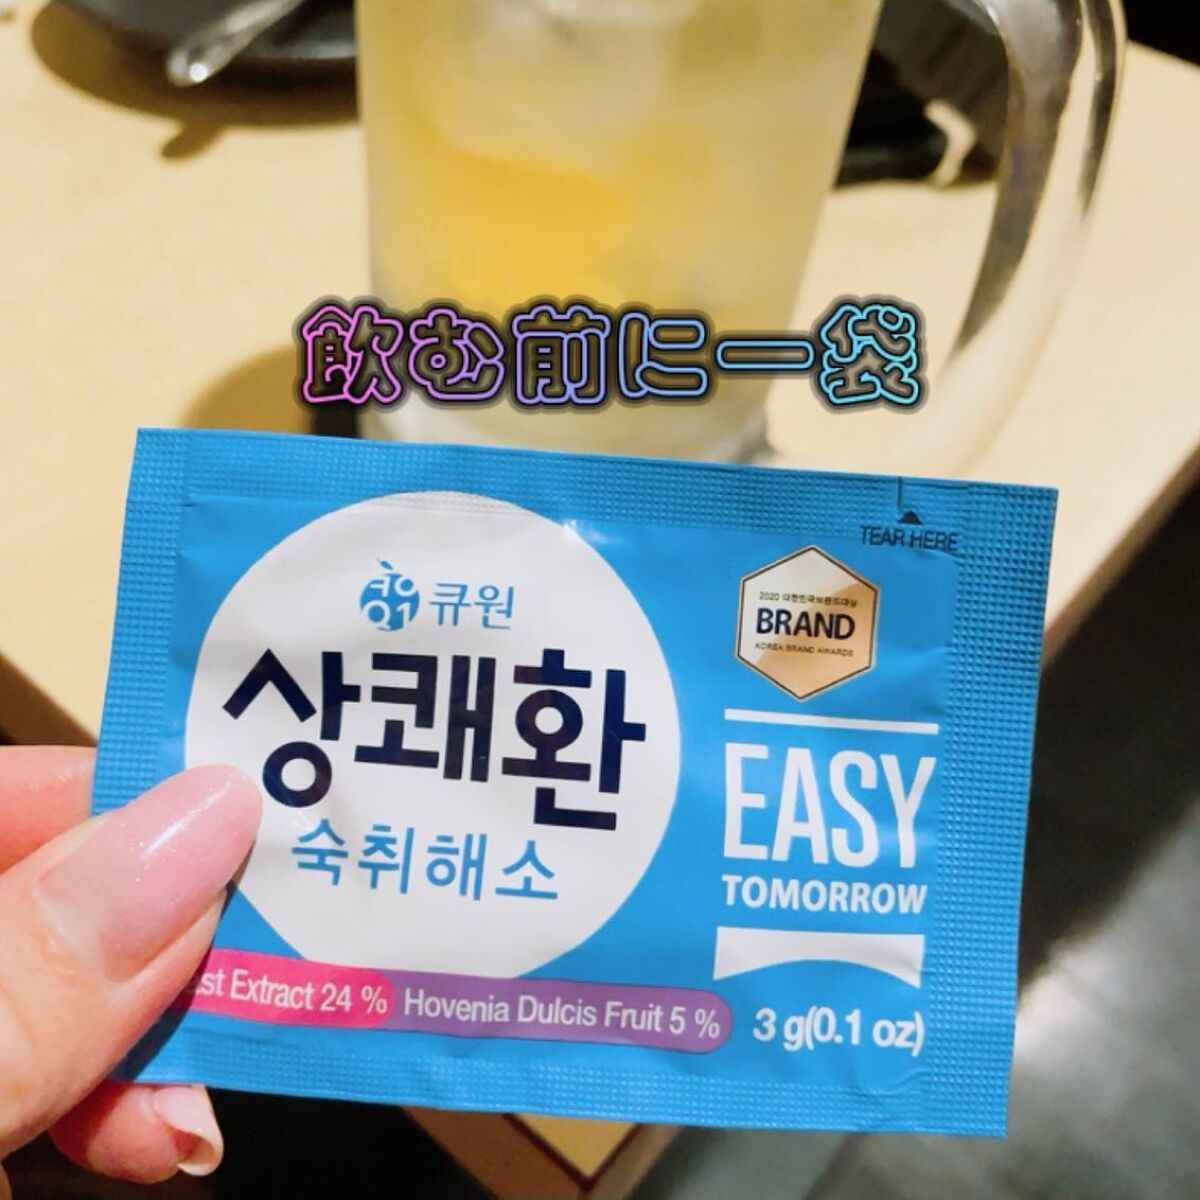 飲む前に一袋
TEAR HERE
큐원
2020 대한민국브랜드대상
BRAND
KOREA BRAND AWARDS
상쾌환
숙취해소
EASY
TOMORROW
Extract 24 % Hovenia Dulcis Fruit 5 %
3 g(0.1 oz)